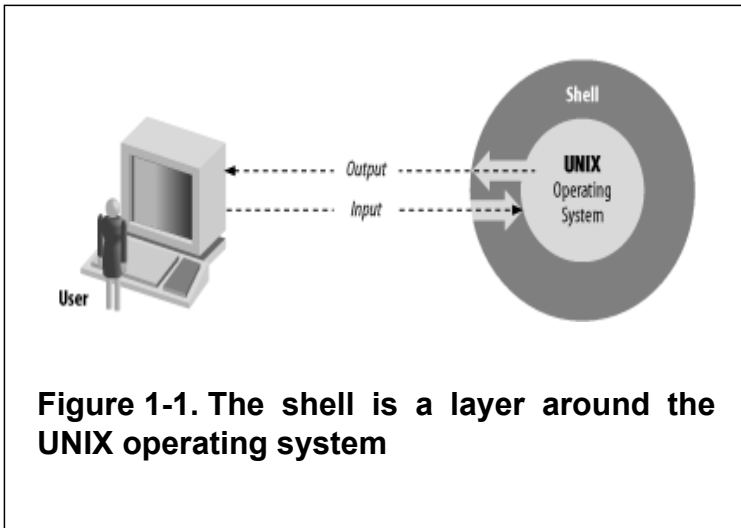 Shell
UNIX
Operating
System
Output
Input
User
Figure 1-1. The shell is a layer around the
UNIX operating system